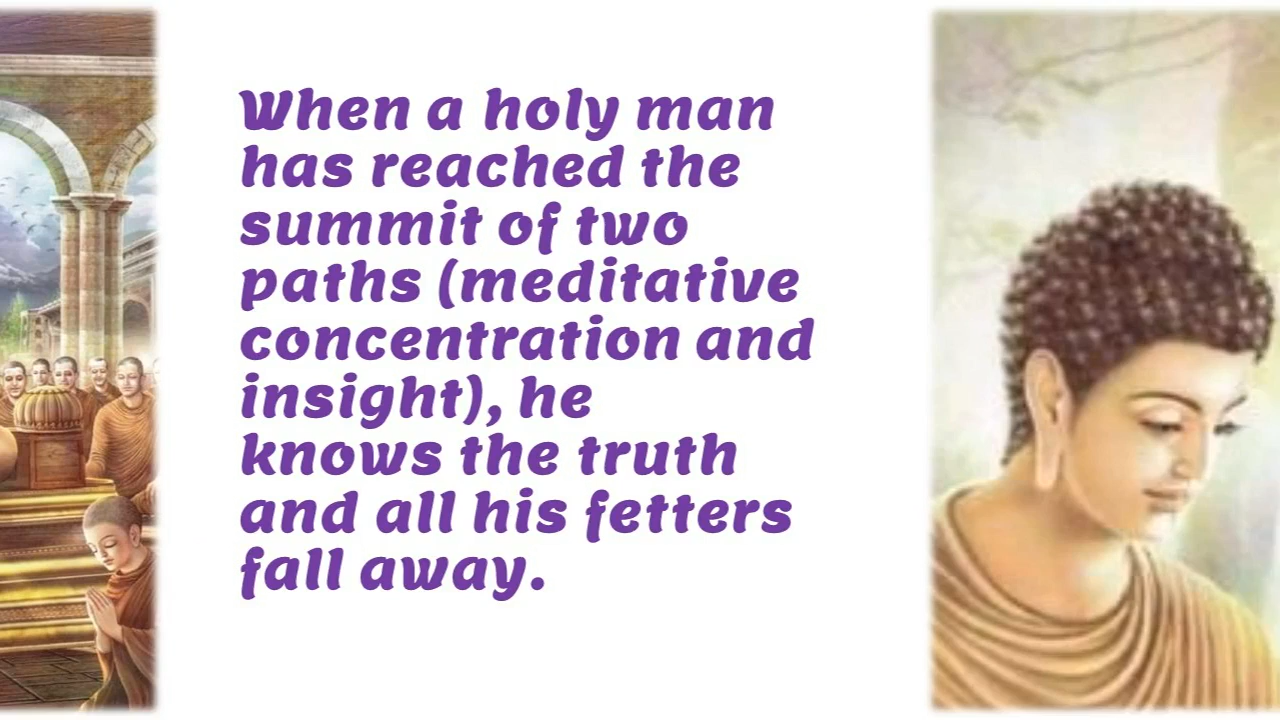 When a holy man
has reached the
summit of two
paths (meditative
concentration and
insight), he
knows the truth
and all his fetters
fall away.